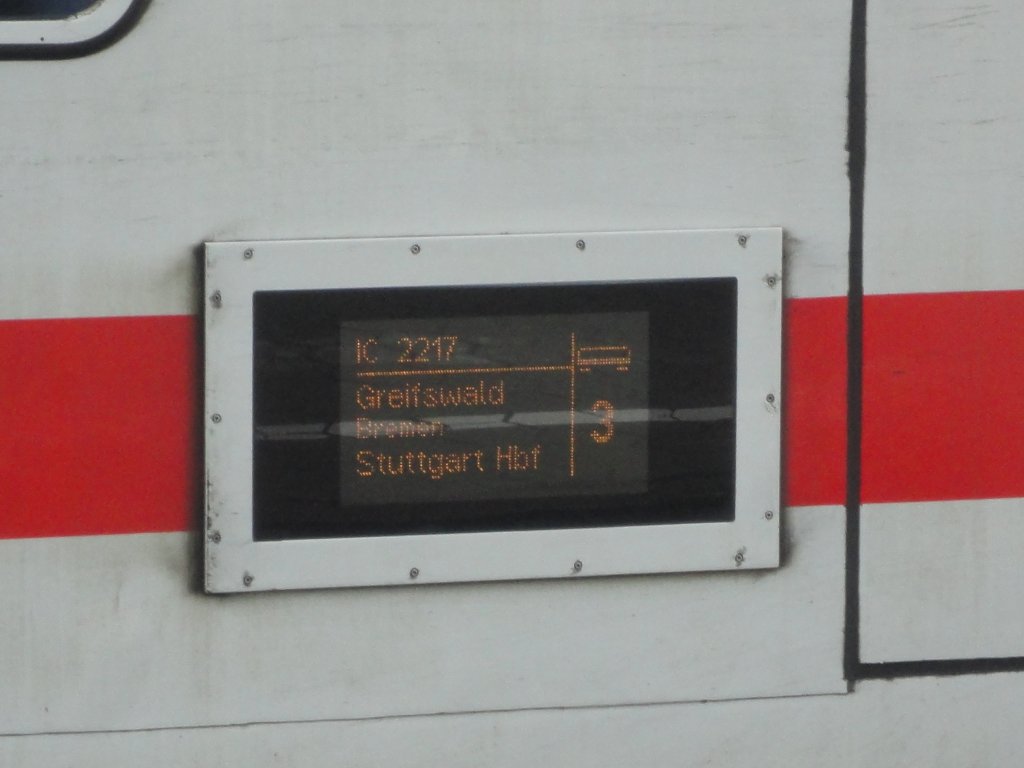 IC 2217
Greifswald
Bremen
Stuttgart Hbf
3